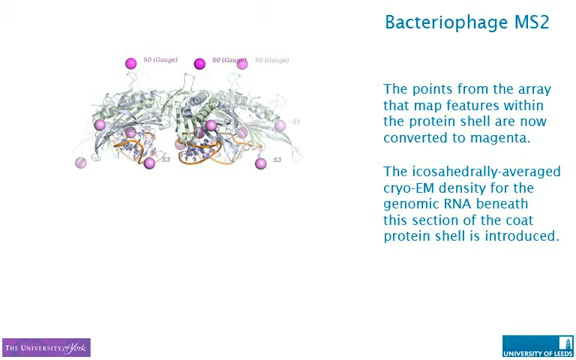 Bacteriophage MS2
S0 (Gauge) S0 (Gauge) S0 (Gauge)
The points from the array
that map features within
the protein shell are now
converted to magenta.
S1
S3 S3
The icosahedrally-averaged
cryo-EM density for the
genomic RNA beneath
this section of the coat
protein shell is introduced.
THE UNIVERSITY of York
UNIVERSITY OF LEEDS